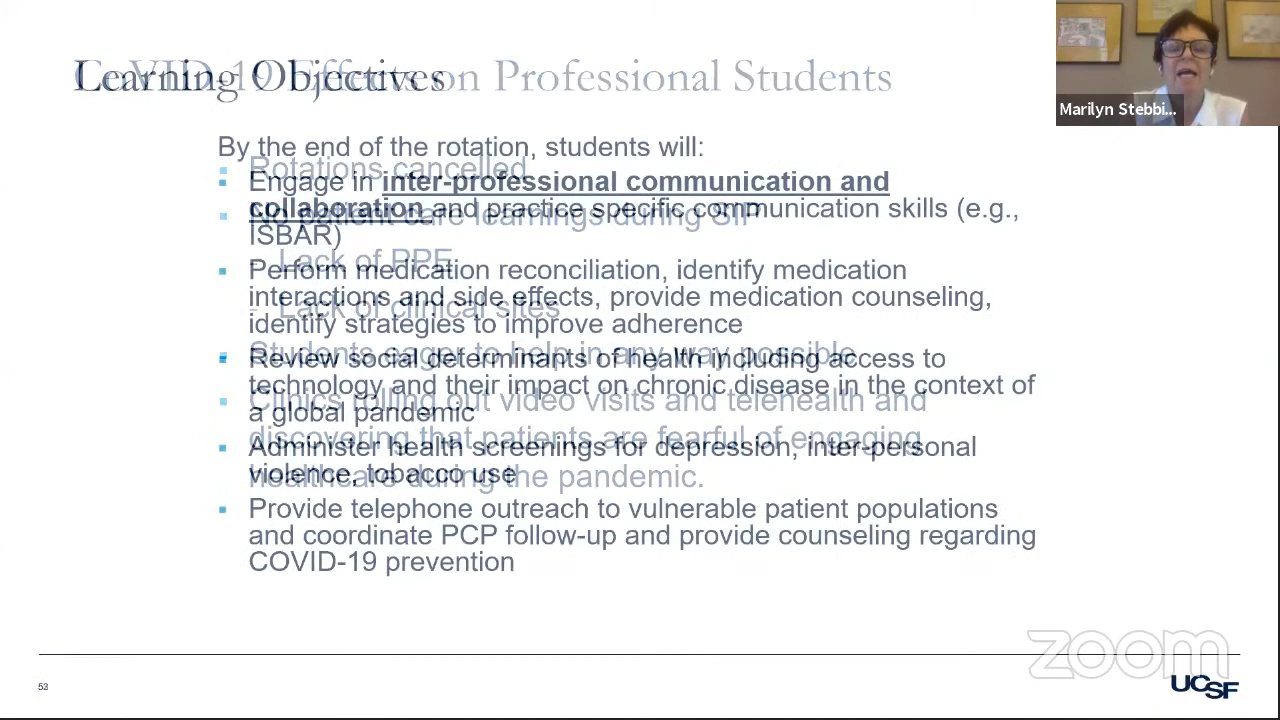 Learning Objectives
COVID-19 Effects on Professional Students
By the end of the rotation, students will:
Rotations cancelled
▪ Engage in inter-professional communication and
collaboration and practice specific communication skills (e.g.,
ISBAR)
▪ No patient care learnings during SIP
- Lack of PPE
▪ Perform medication reconciliation, identify medication
interactions and side effects, provide medication counseling,
identify strategies to improve adherence
- Lack of clinical sites
▪ Students eager to help in any way possible
▪ Review social determinants of health including access to
technology and their impact on chronic disease in the context of
a global pandemic
▪ Clinics rolling out video visits and telehealth and
discovering that patients are fearful of engaging
healthcare during the pandemic.
▪ Administer health screenings for depression, inter-personal
violence, tobacco use
▪ Provide telephone outreach to vulnerable patient populations
and coordinate PCP follow-up and provide counseling regarding
COVID-19 prevention
Marilyn Stebbi...
zoom
UCSF